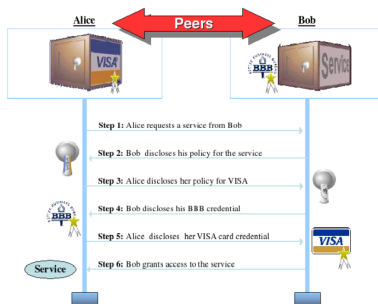 Alice
Peers
Bob
VISA
BBB
Service
Step 1: Alice requests a service from Bob
Step 2: Bob discloses his policy for the service
Step 3: Alice discloses her policy for VISA
Step 4: Bob discloses his BBB credential
BBB
Step 5: Alice discloses her VISA card credential
VISA
Step 6: Bob grants access to the service
Service